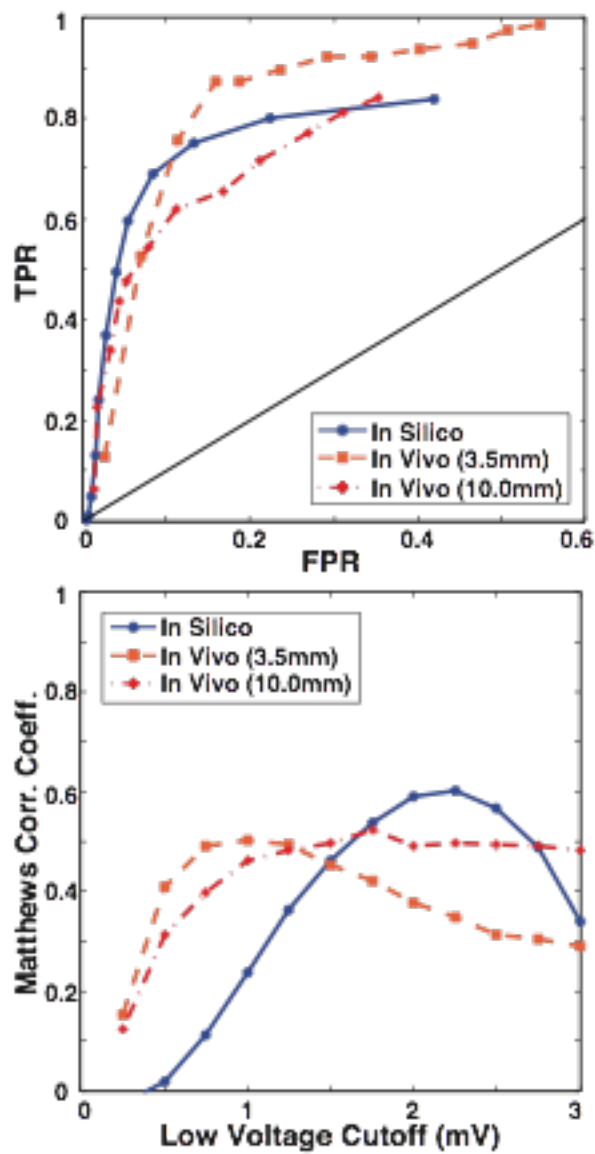 1
0.8
0.6
0.4
0.2
0
TPR
In Silico
In Vivo (3.5mm)
In Vivo (10.0mm)
0.2
0.4
0.6
FPR
1
0.8
0.6
0.4
0.2
0
Matthews Corr. Coeff.
In Silico
In Vivo (3.5mm)
In Vivo (10.0mm)
0
1
2
3
Low Voltage Cutoff (mV)